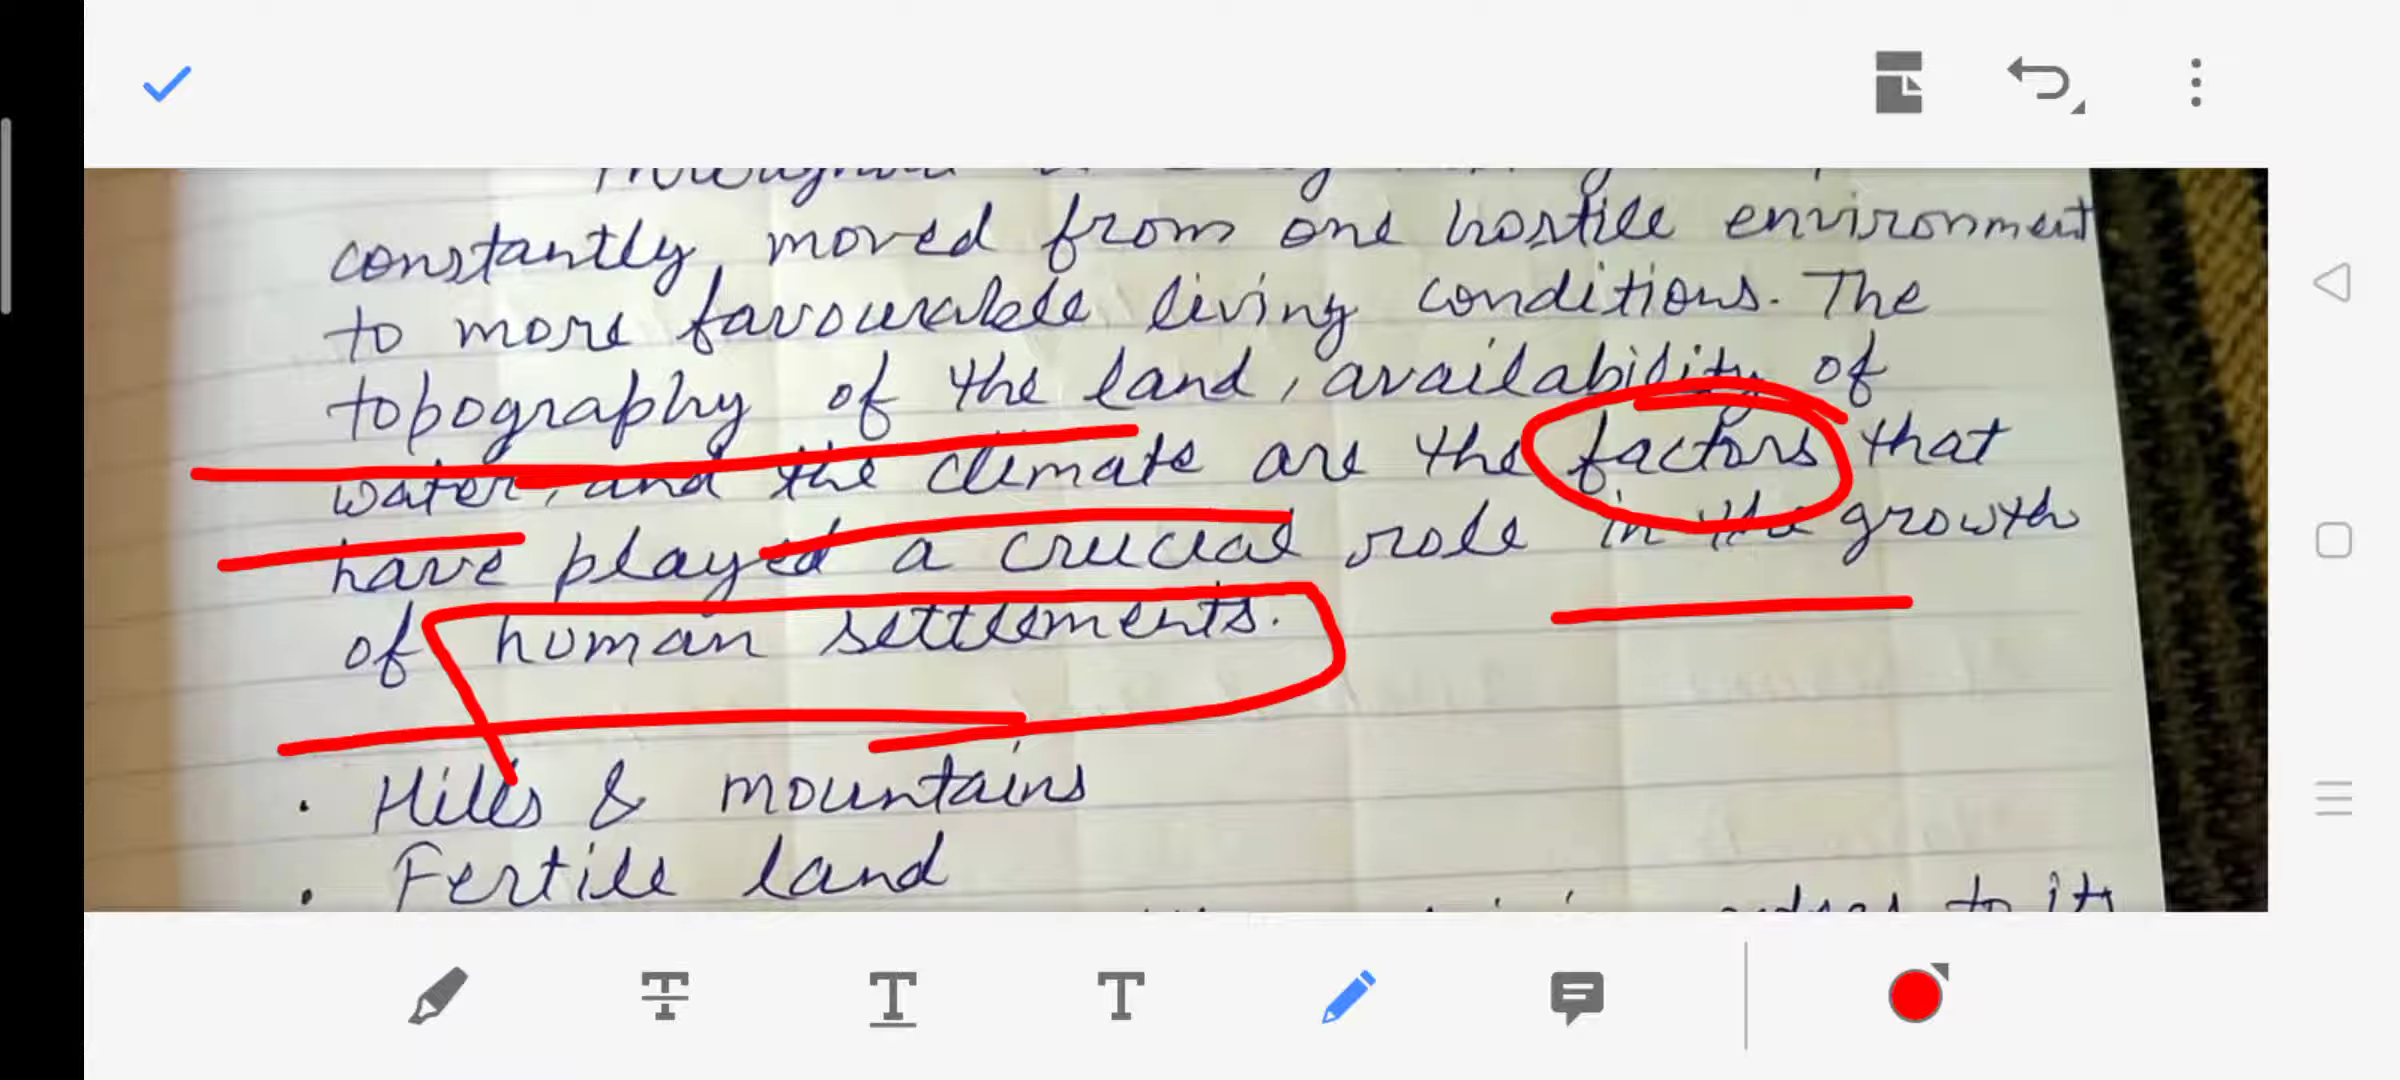 constantly moved from one hostile environment
to more favourable living conditions. The
topography of the land, availability of
water, and the climate are the factors that
have played a crucial role in the growth
of human settlements.
. Hills & mountains
. Fertile land
to its